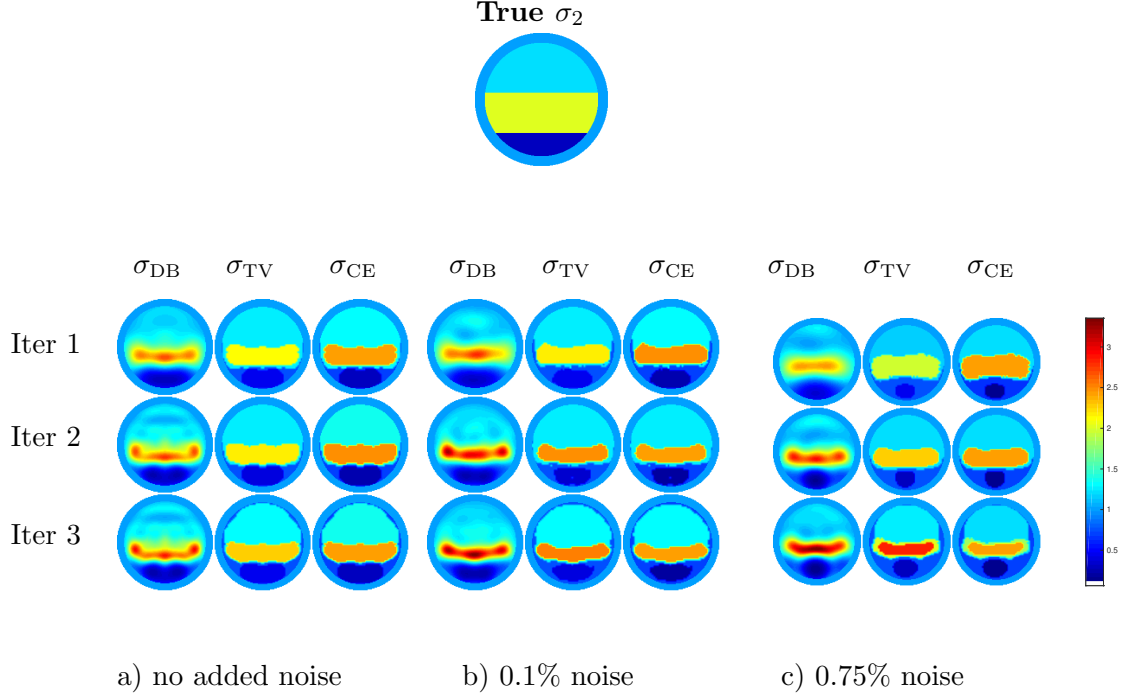 True σ2
σDB σTV σCE σDB σTV σCE σDB σTV σCE
Iter 1
Iter 2
Iter 3
3
2.5
2
1.5
1
0.5
a) no added noise b) 0.1% noise c) 0.75% noise